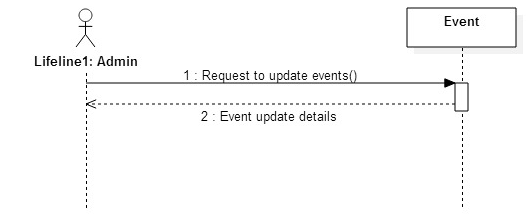 Event
Lifeline1: Admin
1 : Request to update events()
2 : Event update details